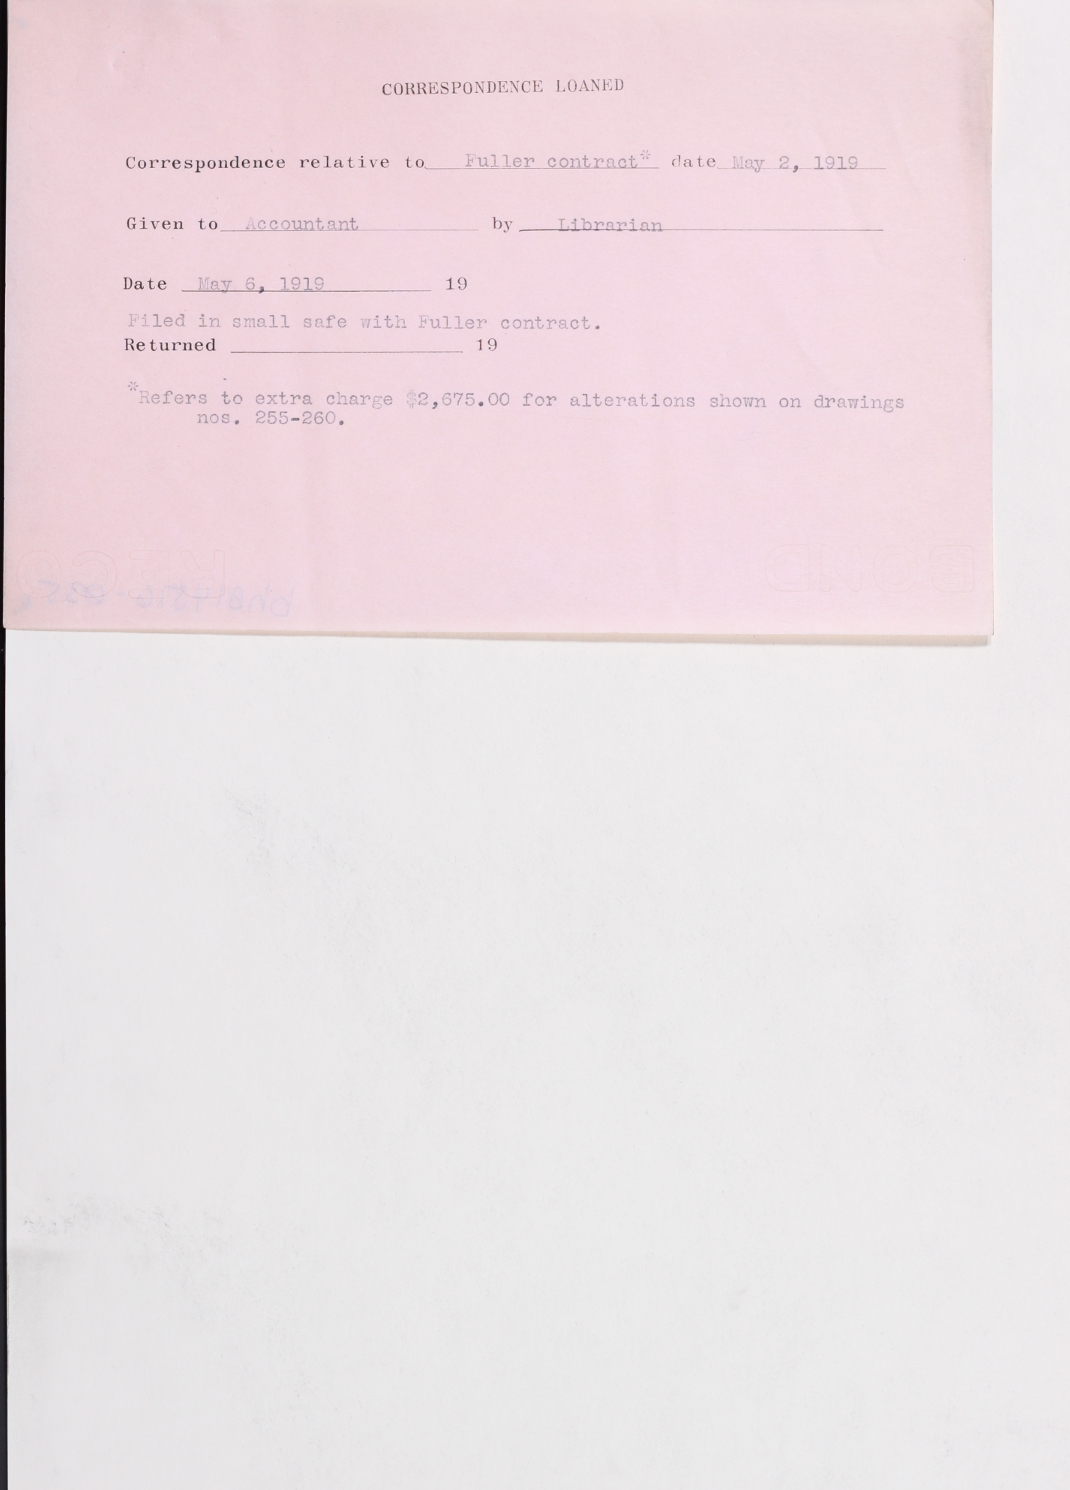 CORRESPONDENCE LOANED
Correspondence relative to Fuller contract* date May 2, 1919
Given to Accountant by Librarian
Date May 6, 1919 19
Filed in small safe with Fuller contract.
Returned 19
*Refers to extra charge $2,675.00 for alterations shown on drawings
nos. 255-260.